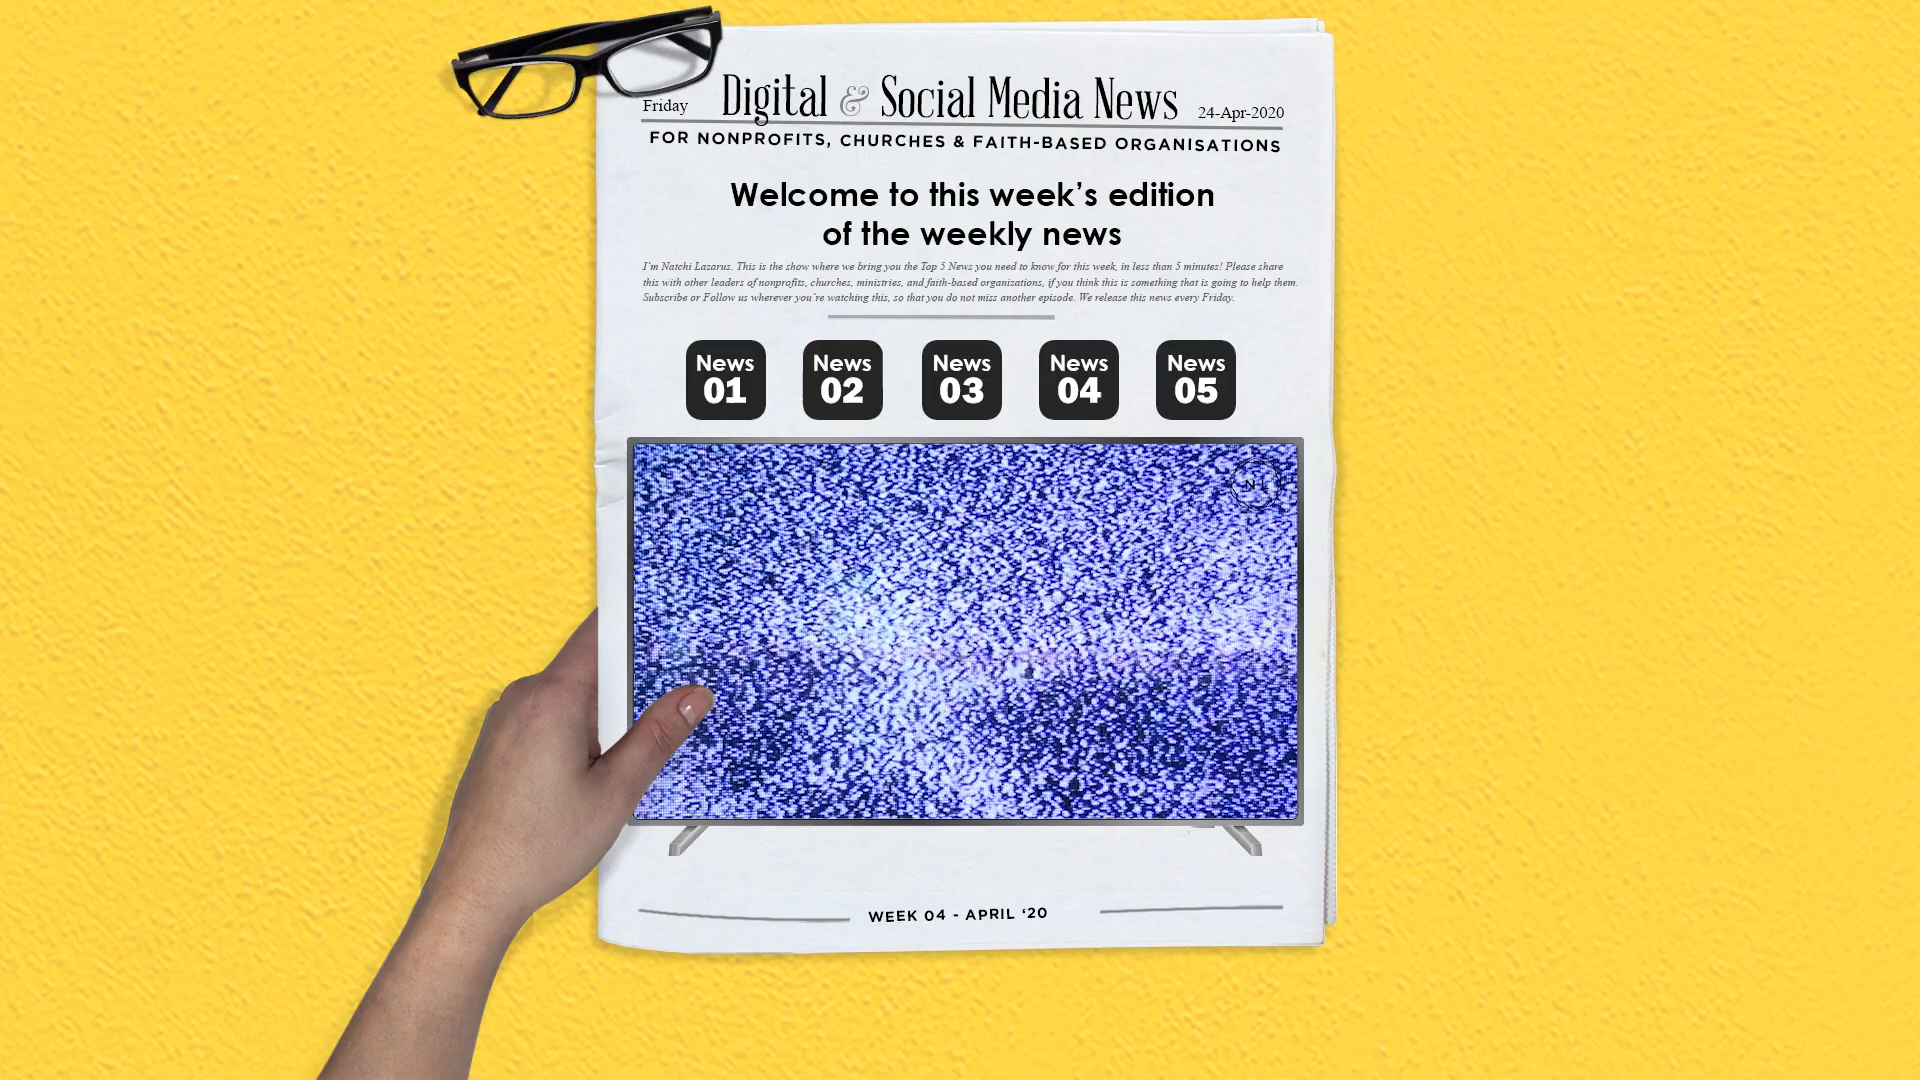 Friday Digital & Social Media News 24-Apr-2020
FOR NONPROFITS, CHURCHES & FAITH-BASED ORGANISATIONS
Welcome to this week’s edition
of the weekly news
I’m Natchi Lazarus. This is the show where we bring you the Top 5 News you need to know for this week, in less than 5 minutes! Please share
this with other leaders of nonprofits, churches, ministries, and faith-based organizations, if you think this is something that is going to help them.
Subscribe or Follow us wherever you’re watching this, so that you do not miss another episode. We release this news every Friday.
News 01
News 02
News 03
News 04
News 05
WEEK 04 - APRIL ‘20